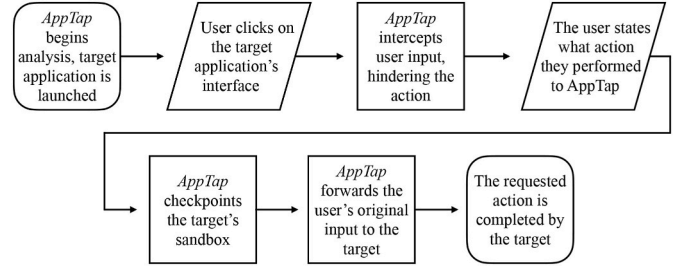 AppTap
begins
analysis, target
application is
launched
User clicks on
the target
application's
interface
AppTap
intercepts
user input,
hindering the
action
The user states
what action
they performed
to AppTap
AppTap
checkpoints
the target's
sandbox
AppTap
forwards the
user's original
input to the
target
The requested
action is
completed by
the target